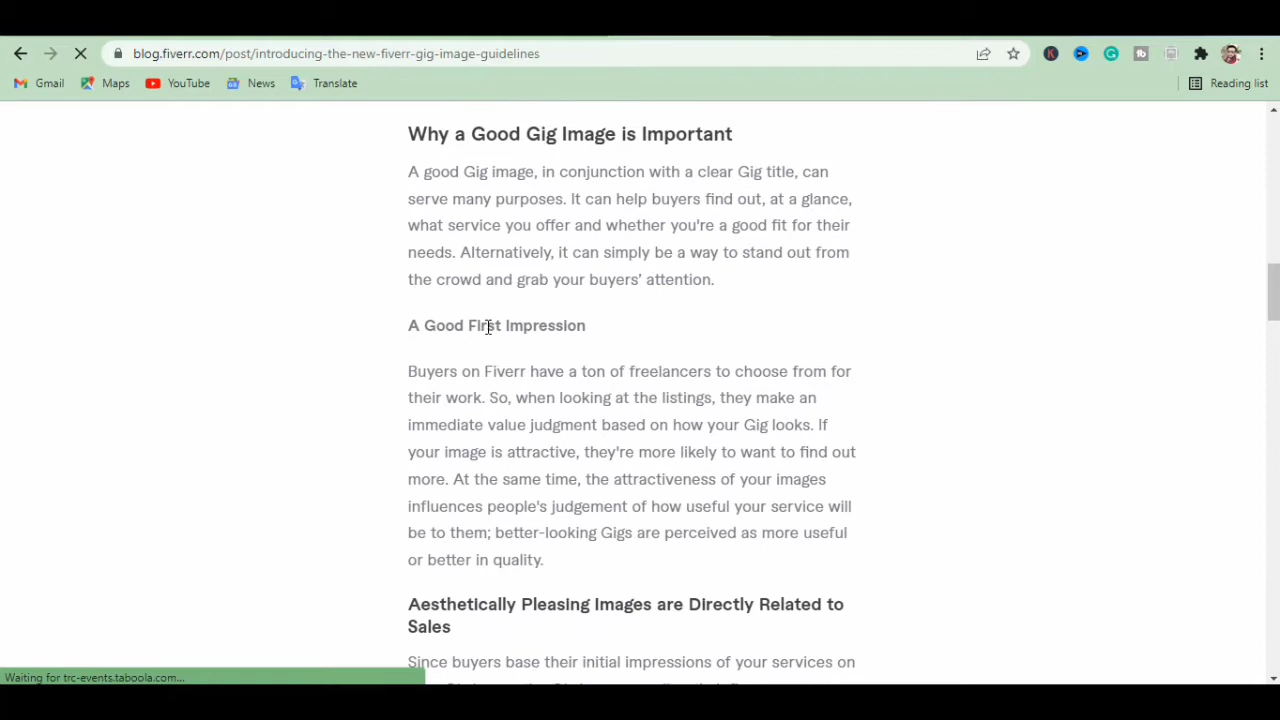 blog.fiverr.com/post/introducing-the-new-fiverr-gig-image-guidelines
Gmail Maps YouTube News Translate Reading list
Why a Good Gig Image is Important
A good Gig image, in conjunction with a clear Gig title, can
serve many purposes. It can help buyers find out, at a glance,
what service you offer and whether you're a good fit for their
needs. Alternatively, it can simply be a way to stand out from
the crowd and grab your buyers’ attention.
A Good First Impression
Buyers on Fiverr have a ton of freelancers to choose from for
their work. So, when looking at the listings, they make an
immediate value judgment based on how your Gig looks. If
your image is attractive, they're more likely to want to find out
more. At the same time, the attractiveness of your images
influences people's judgement of how useful your service will
be to them; better-looking Gigs are perceived as more useful
or better in quality.
Aesthetically Pleasing Images are Directly Related to
Sales
Since buyers base their initial impressions of your services on
Waiting for trc-events.taboola.com...